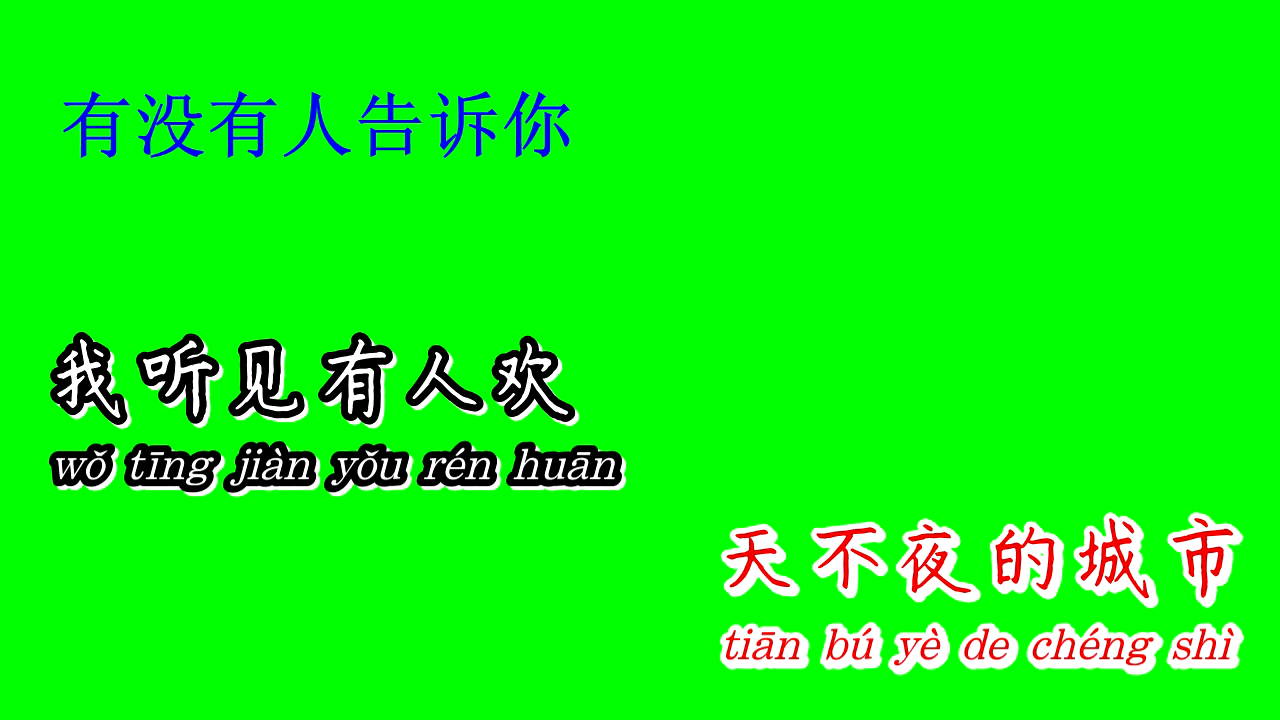 有没有人告诉你
我听见有人欢
wǒ tīng jiàn yǒu rén huān
天不夜的城市
tiān bú yè de chéng shì